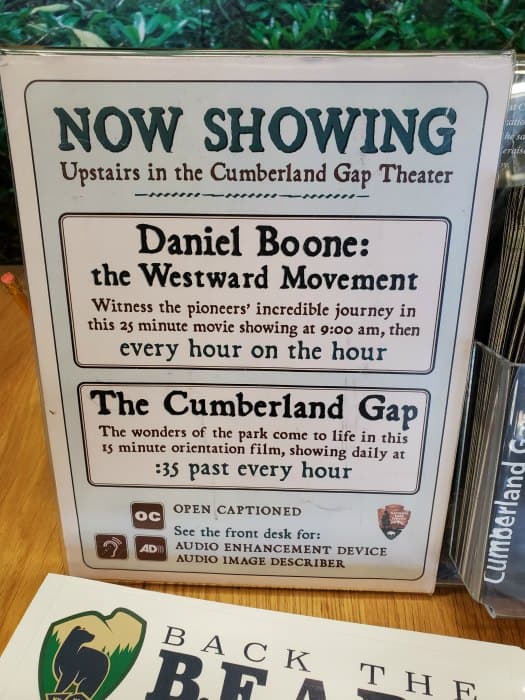 NOW SHOWING
Upstairs in the Cumberland Gap Theater
Daniel Boone:
the Westward Movement
Witness the pioneers' incredible journey in
this 25 minute movie showing at 9:00 am, then
every hour on the hour
The Cumberland Gap
The wonders of the park come to life in this
15 minute orientation film, showing daily at
:35 past every hour
OC OPEN CAPTIONED
See the front desk for:
AD AUDIO ENHANCEMENT DEVICE
AUDIO IMAGE DESCRIBER
Cumberland
BACK THE